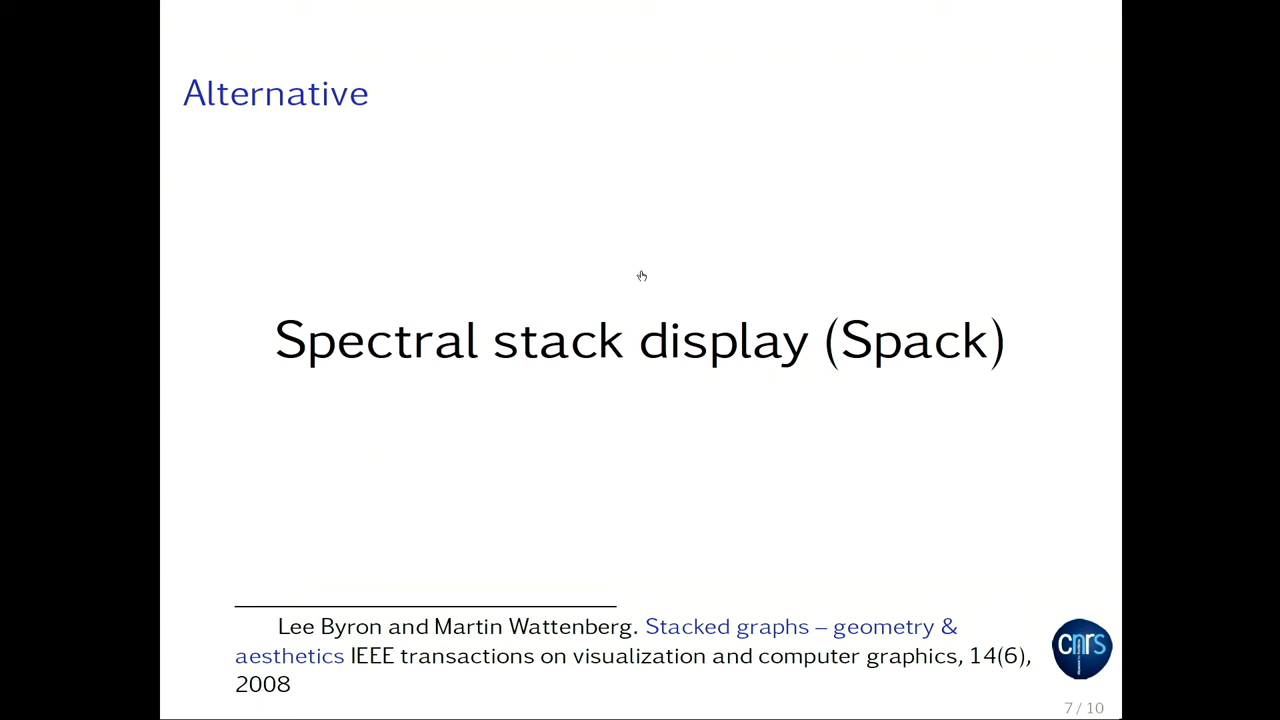 Alternative
Spectral stack display (Spack)
Lee Byron and Martin Wattenberg. Stacked graphs – geometry &
aesthetics IEEE transactions on visualization and computer graphics, 14(6),
2008
cnrs
7 / 10